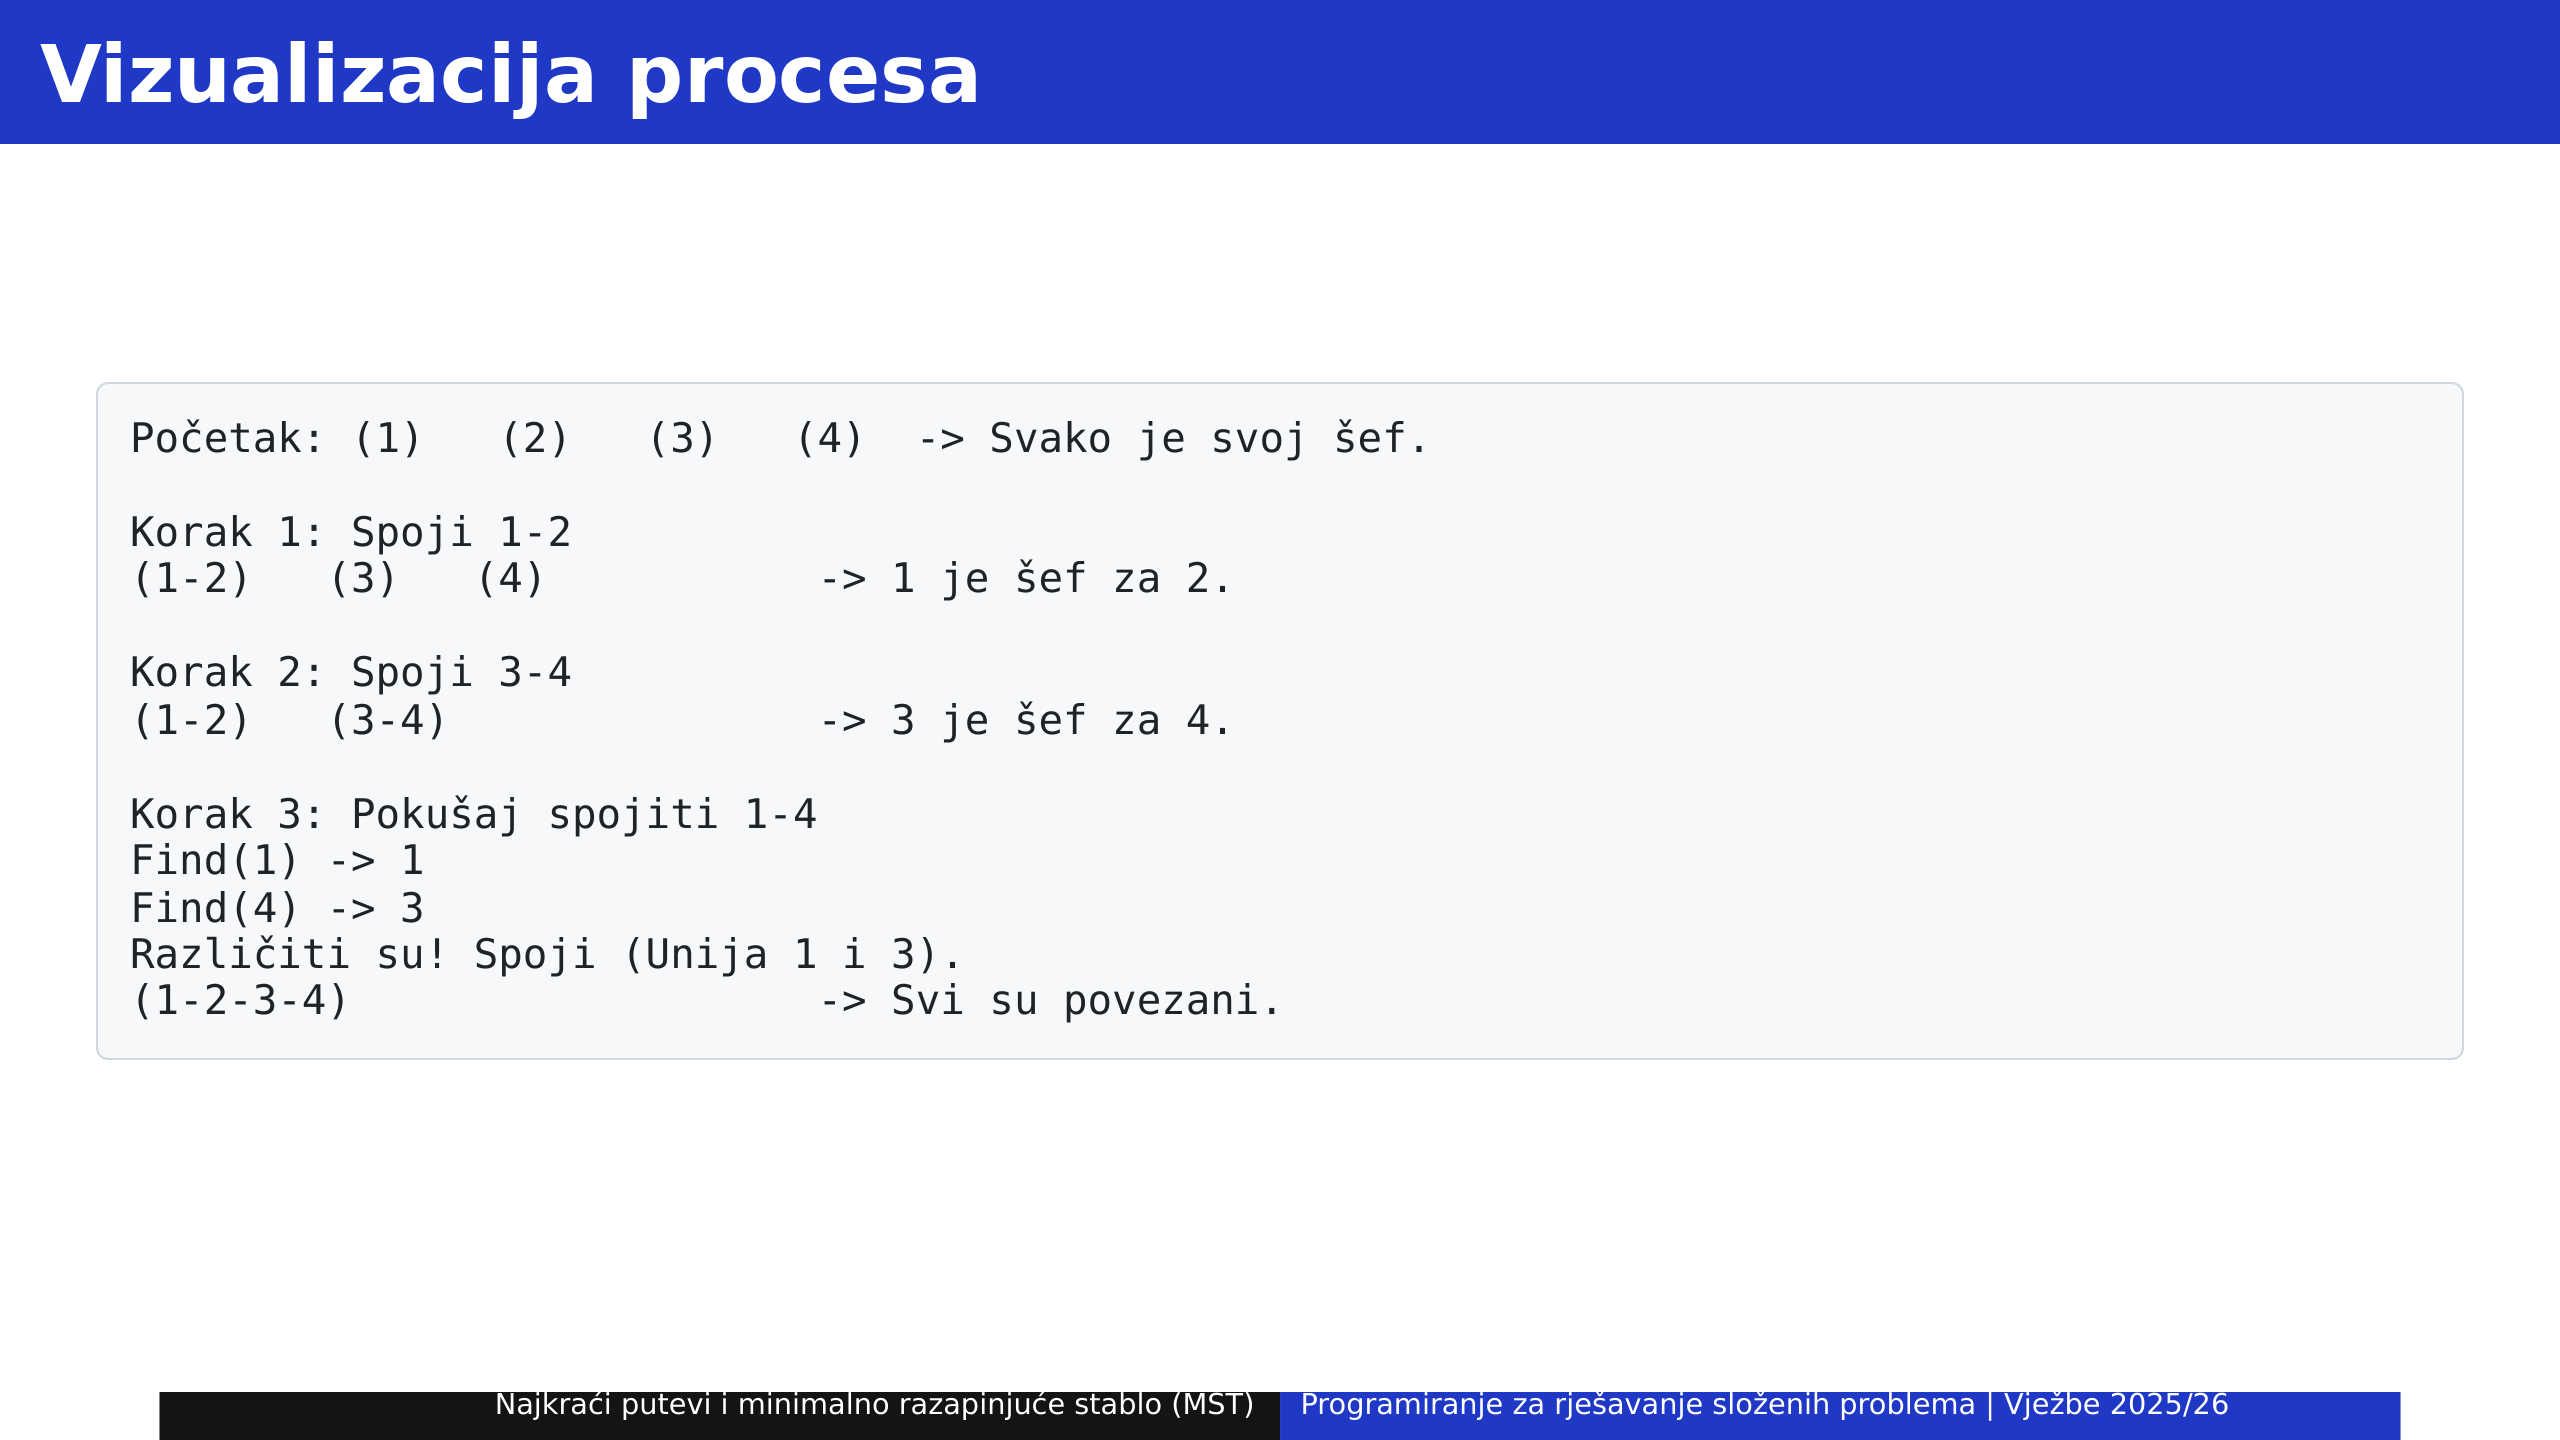 Vizualizacija procesa
Početak: (1)   (2)   (3)   (4)  -> Svako je svoj šef.
Korak 1: Spoji 1-2
(1-2)   (3)   (4)           -> 1 je šef za 2.
Korak 2: Spoji 3-4
(1-2)   (3-4)               -> 3 je šef za 4.
Korak 3: Pokušaj spojiti 1-4
Find(1) -> 1
Find(4) -> 3
Različiti su! Spoji (Unija 1 i 3).
(1-2-3-4)                   -> Svi su povezani.
Najkraći putevi i minimalno razapinjuće stablo (MST)
Programiranje za rješavanje složenih problema | Vježbe 2025/26